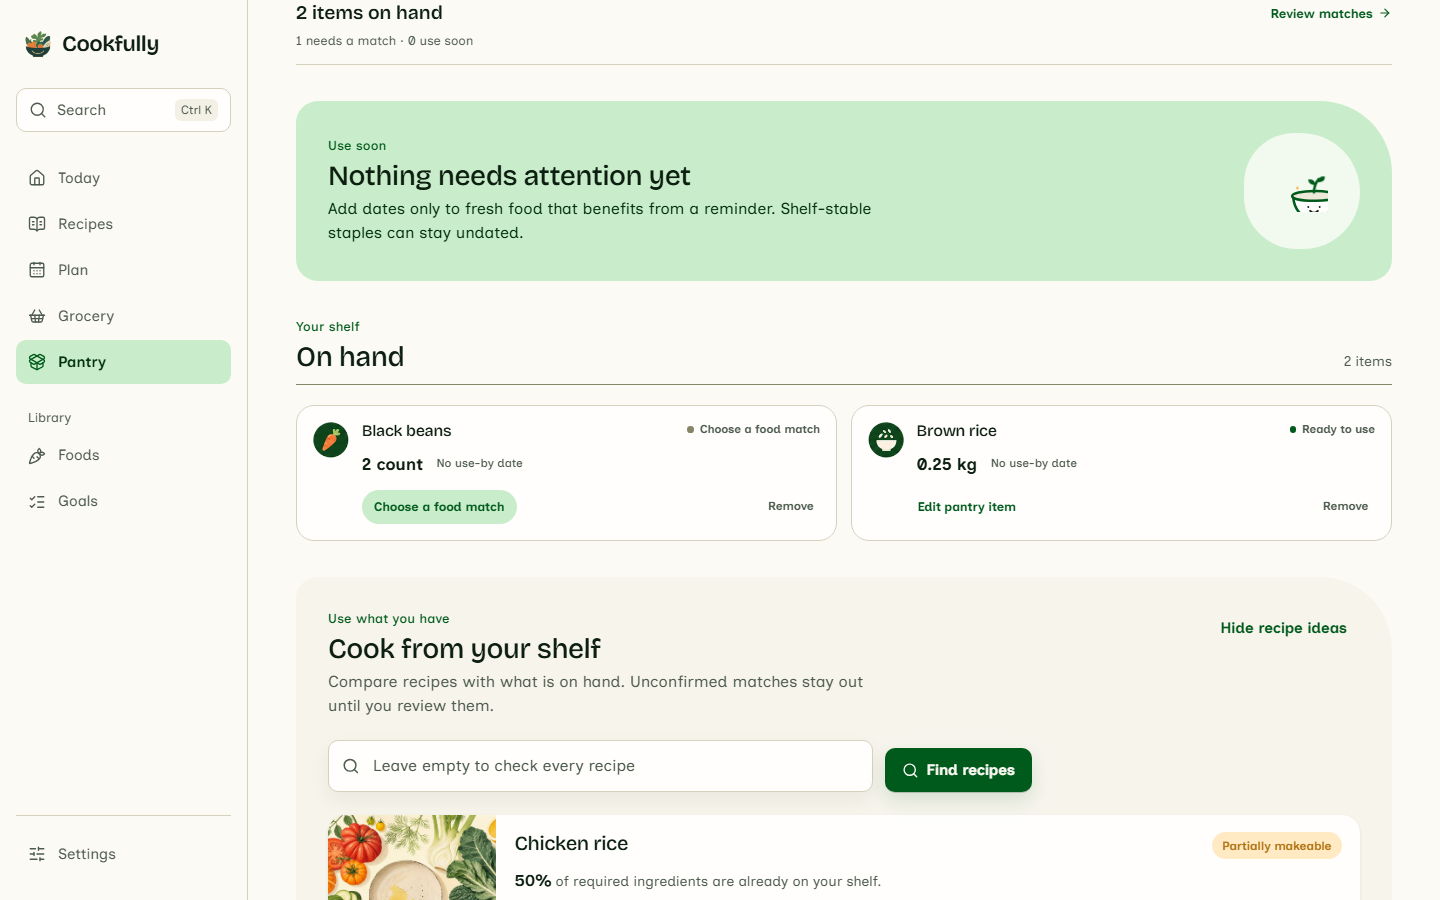 Cookfully
Search
Ctrl K
Today
Recipes
Plan
Grocery
Pantry
Library
Foods
Goals
Settings
2 items on hand
Review matches →
1 needs a match · 0 use soon
Use soon
Nothing needs attention yet
Add dates only to fresh food that benefits from a reminder. Shelf-stable
staples can stay undated.
Your shelf
On hand
2 items
Black beans
Choose a food match
2 count
No use-by date
Choose a food match
Remove
Brown rice
Ready to use
0.25 kg
No use-by date
Edit pantry item
Remove
Use what you have
Cook from your shelf
Hide recipe ideas
Compare recipes with what is on hand. Unconfirmed matches stay out
until you review them.
Leave empty to check every recipe
Find recipes
Chicken rice
Partially makeable
50% of required ingredients are already on your shelf.